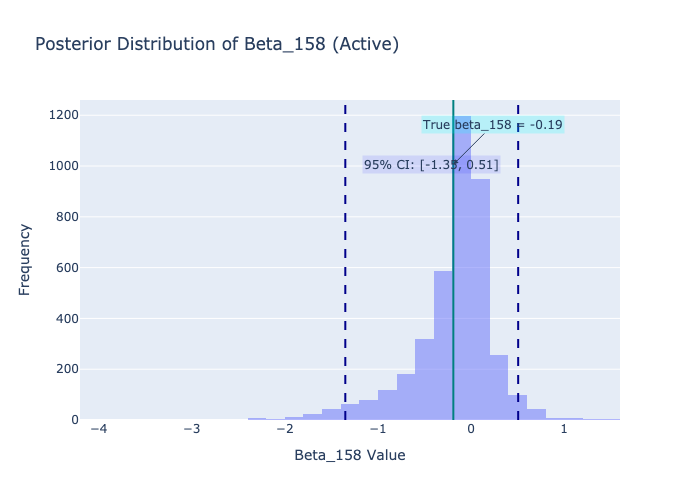 Posterior Distribution of Beta_158 (Active)
1200
True beta_158 = -0.19
1000
95% CI: [-1.35, 0.51]
800
Frequency
600
400
200
0
−4 −3 −2 −1 0 1
Beta_158 Value